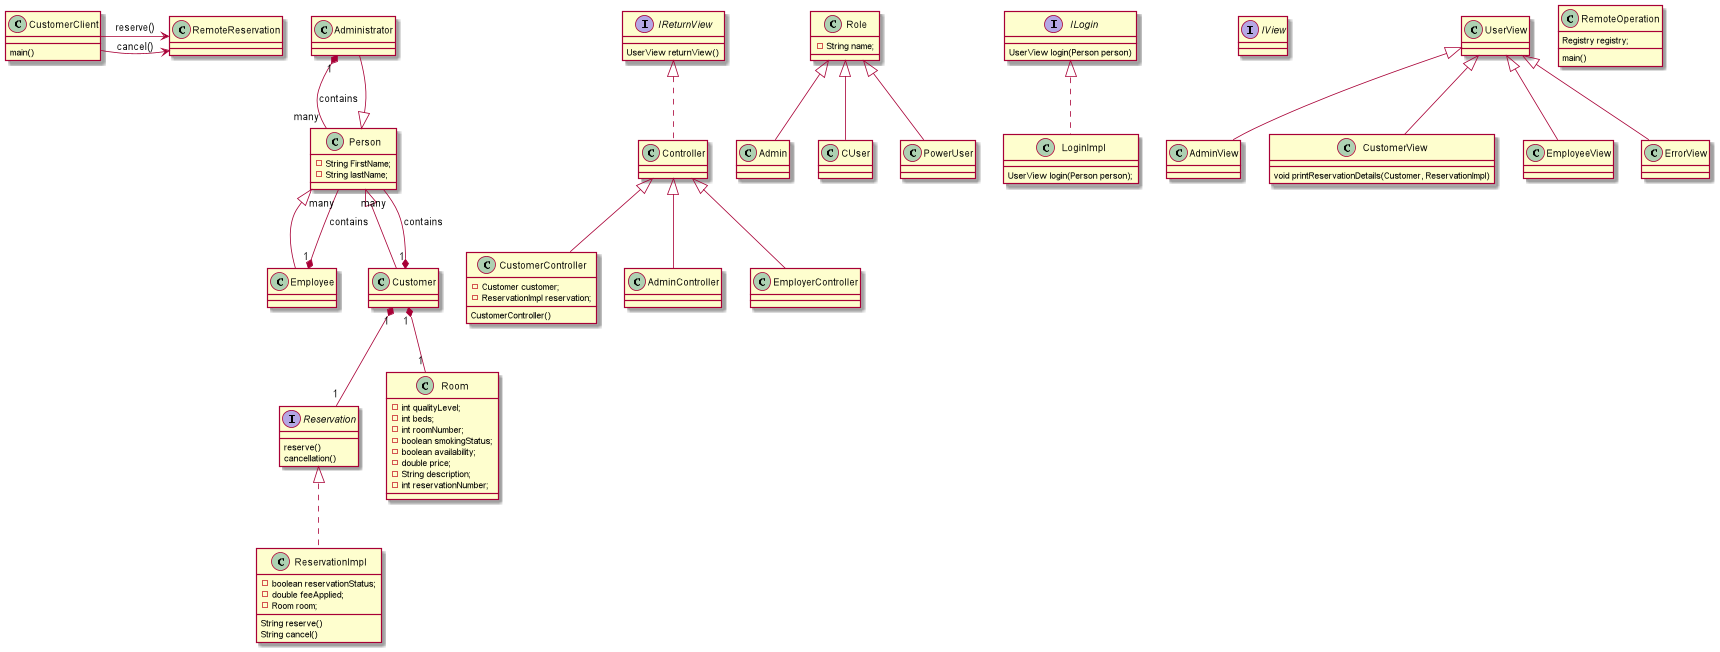 C CustomerClient
main()
reserve()
cancel()
C RemoteReservation
C Administrator
1
contains
many
C Person
String FirstName;
String lastName;
many
contains
1
many
1
contains
1
C Employee
C Customer
1
1
1
1
I Reservation
reserve()
cancellation()
C Room
int qualityLevel;
int beds;
int roomNumber;
boolean smokingStatus;
boolean availability;
double price;
String description;
int reservationNumber;
C ReservationImpl
boolean reservationStatus;
double feeApplied;
Room room;
String reserve()
String cancel()
I IReturnView
UserView returnView()
C Controller
C CustomerController
Customer customer;
ReservationImpl reservation;
CustomerController()
C AdminController
C EmployerController
C Role
String name;
C Admin
C CUser
C PowerUser
I ILogin
UserView login(Person person)
C LoginImpl
UserView login(Person person);
I IView
C UserView
C AdminView
C CustomerView
void printReservationDetails(Customer, ReservationImpl)
C EmployeeView
C ErrorView
C RemoteOperation
Registry registry;
main()